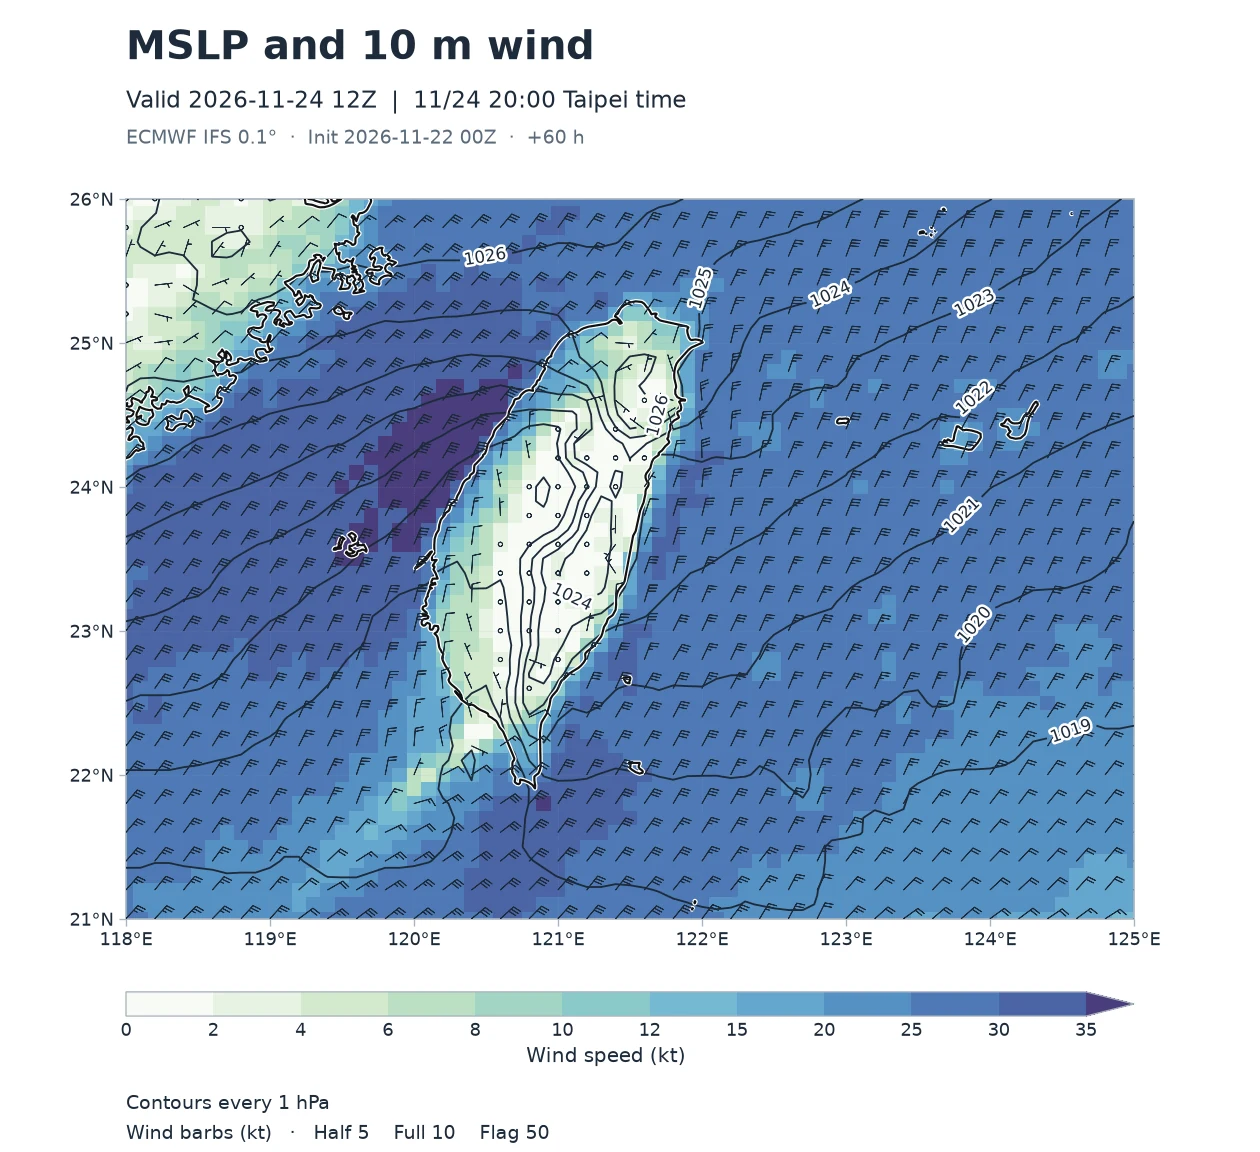 MSLP and 10 m wind
Valid 2026-11-24 12Z | 11/24 20:00 Taipei time
ECMWF IFS 0.1° · Init 2026-11-22 00Z · +60 h
26°N
25°N
24°N
23°N
22°N
21°N
1026
1025
1024
1023
1022
1026
1021
1024
1020
1019
118°E 119°E 120°E 121°E 122°E 123°E 124°E 125°E
0 2 4 6 8 10 12 15 20 25 30 35
Wind speed (kt)
Contours every 1 hPa
Wind barbs (kt) · Half 5 Full 10 Flag 50